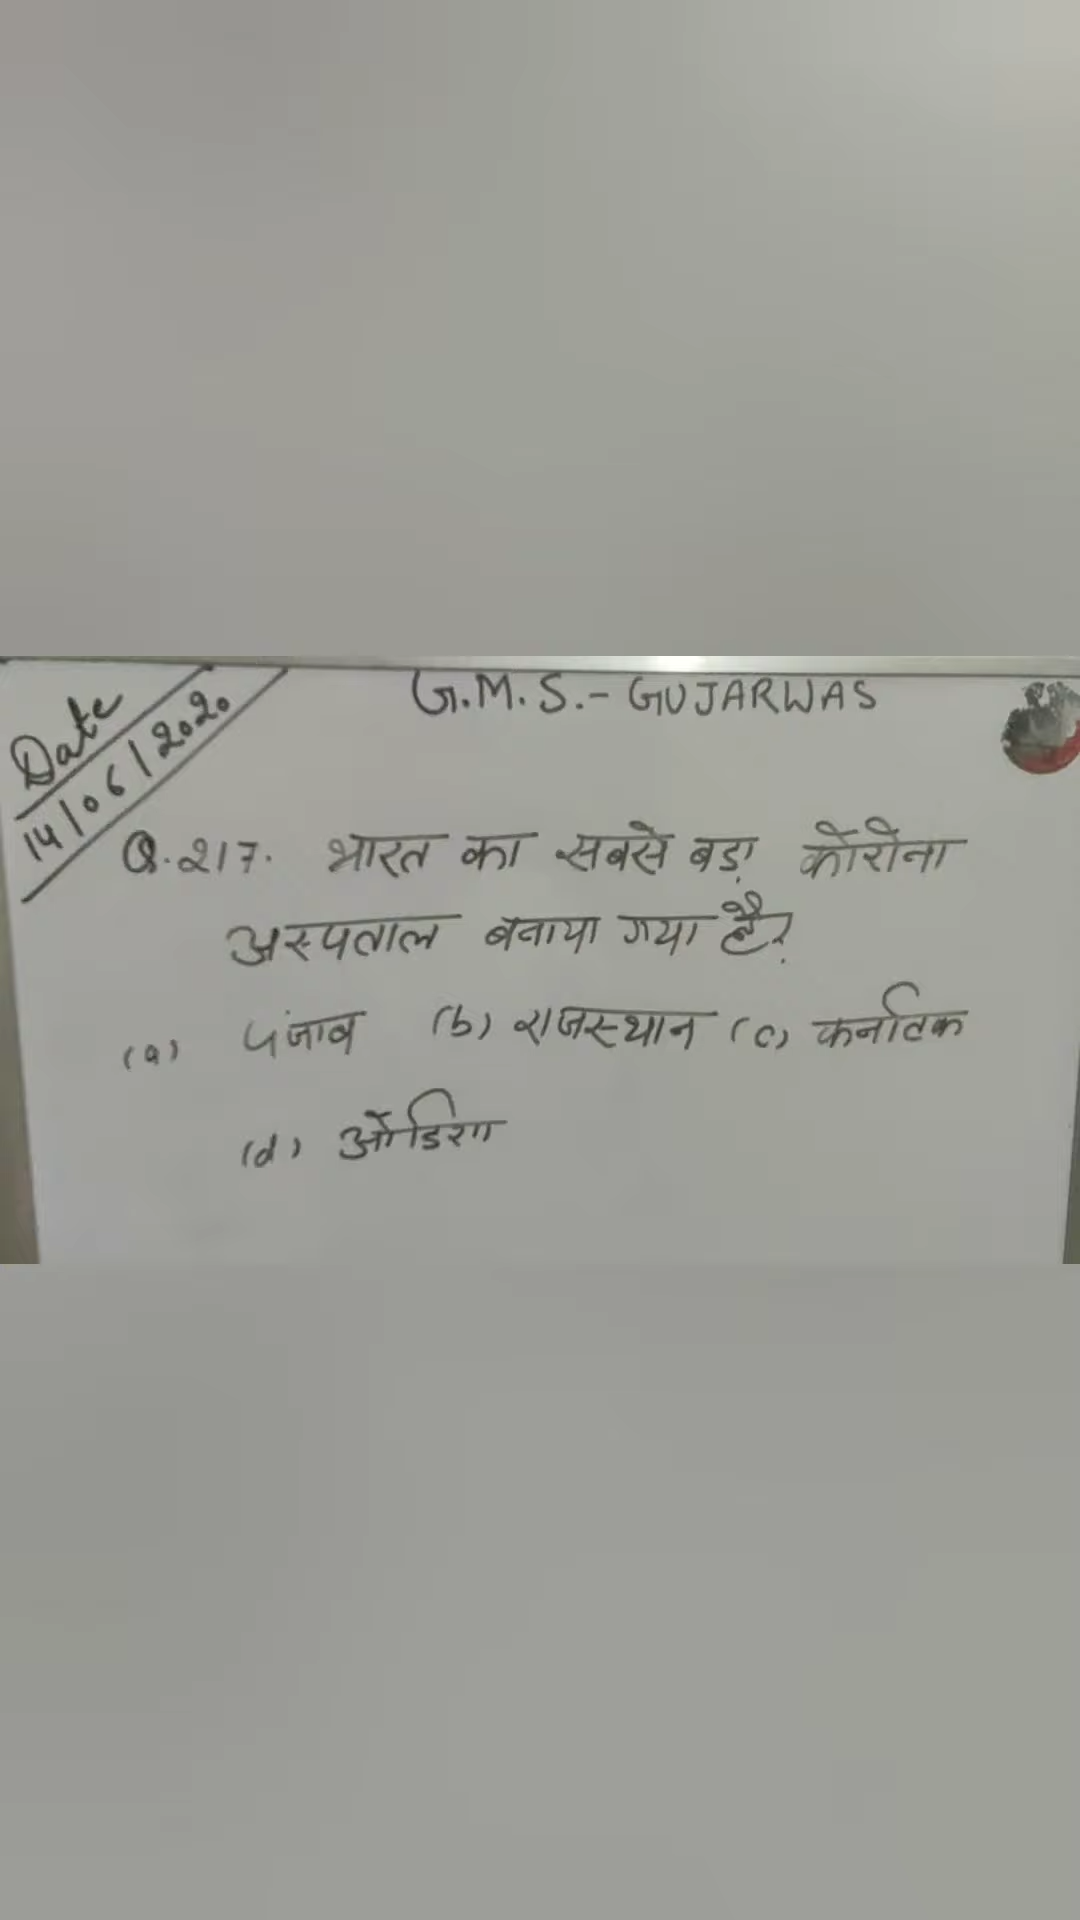 Date
14/06/2020
G.M.S.- GUJARWAS
Q.217. भारत का सबसे बड़ा कोरोना
अस्पताल बनाया गया है?
(a) पंजाब (b) राजस्थान (c) कर्नाटक
(d) ओडिशा